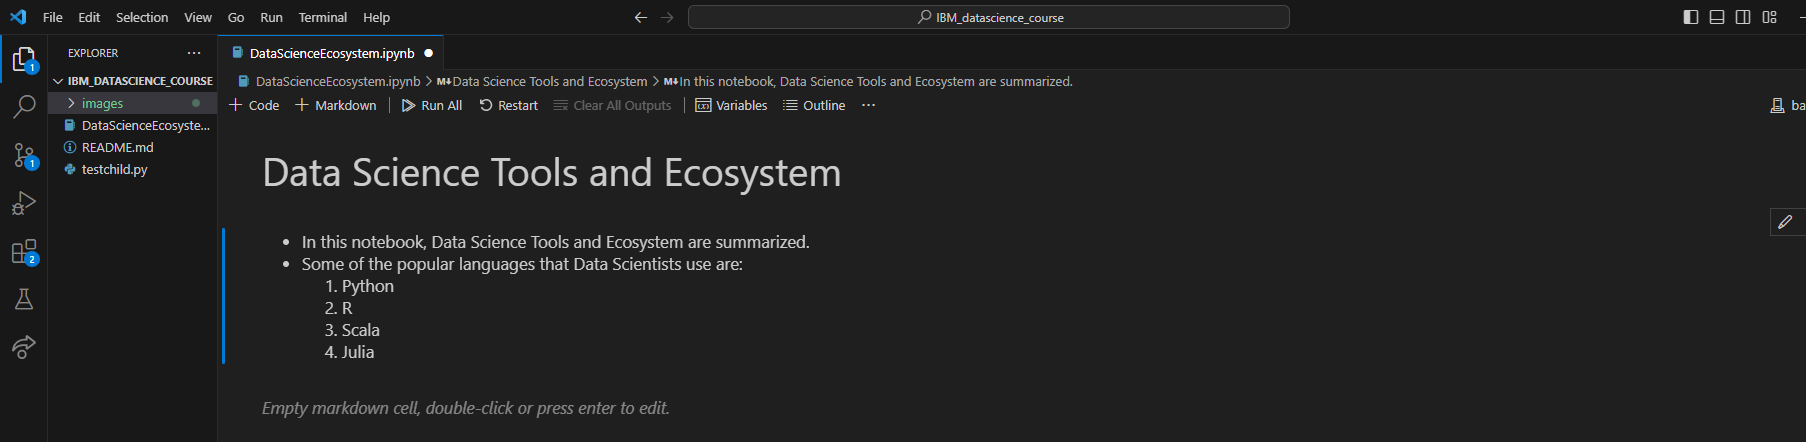 File Edit Selection View Go Run Terminal Help
IBM_datascience_course
EXPLORER
DataScienceEcosystem.ipynb
IBM_DATASCIENCE_COURSE
DataScienceEcosystem.ipynb > M↓Data Science Tools and Ecosystem > M↓In this notebook, Data Science Tools and Ecosystem are summarized.
1
images
Code Markdown Run All Restart Clear All Outputs Variables Outline ... ba
DataScienceEcosyste...
README.md
1
testchild.py
Data Science Tools and Ecosystem
2
• In this notebook, Data Science Tools and Ecosystem are summarized.
• Some of the popular languages that Data Scientists use are:
1. Python
2. R
3. Scala
4. Julia
Empty markdown cell, double-click or press enter to edit.